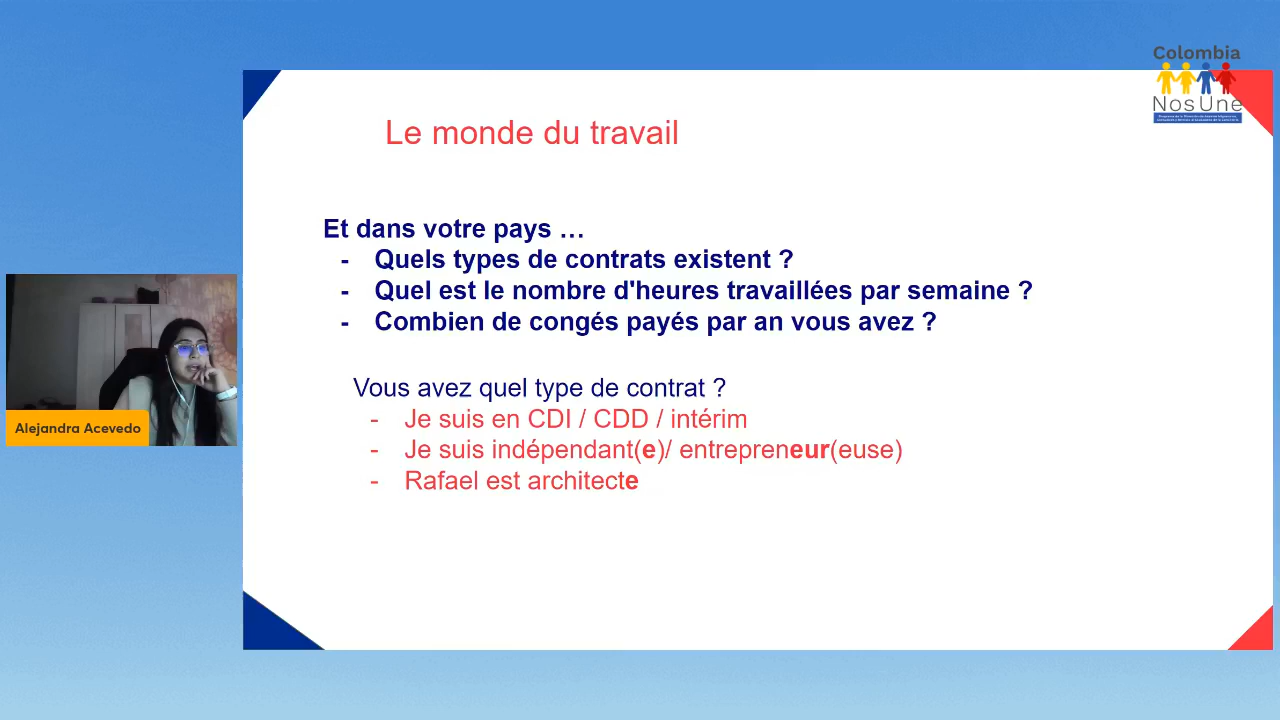 Colombia
Nos Une
Le monde du travail
Et dans votre pays …
- Quels types de contrats existent ?
- Quel est le nombre d'heures travaillées par semaine ?
- Combien de congés payés par an vous avez ?
Vous avez quel type de contrat ?
- Je suis en CDI / CDD / intérim
- Je suis indépendant(e)/ entrepreneur(euse)
- Rafael est architecte
Alejandra Acevedo